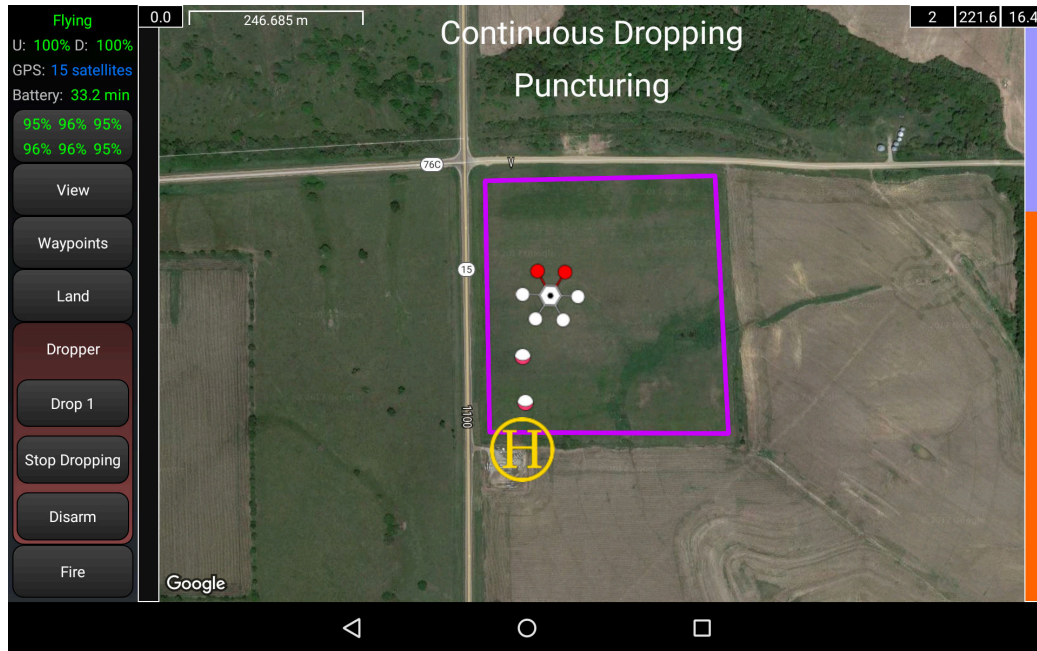 Flying
U: 100% D: 100%
GPS: 15 satellites
Battery: 33.2 min
95% 96% 95%
96% 96% 95%
View
Waypoints
Land
Dropper
Drop 1
Stop Dropping
Disarm
Fire
0.0
246.685 m
2 221.6 16.4
Continuous Dropping
Puncturing
76C
V
15
1100
H
Google